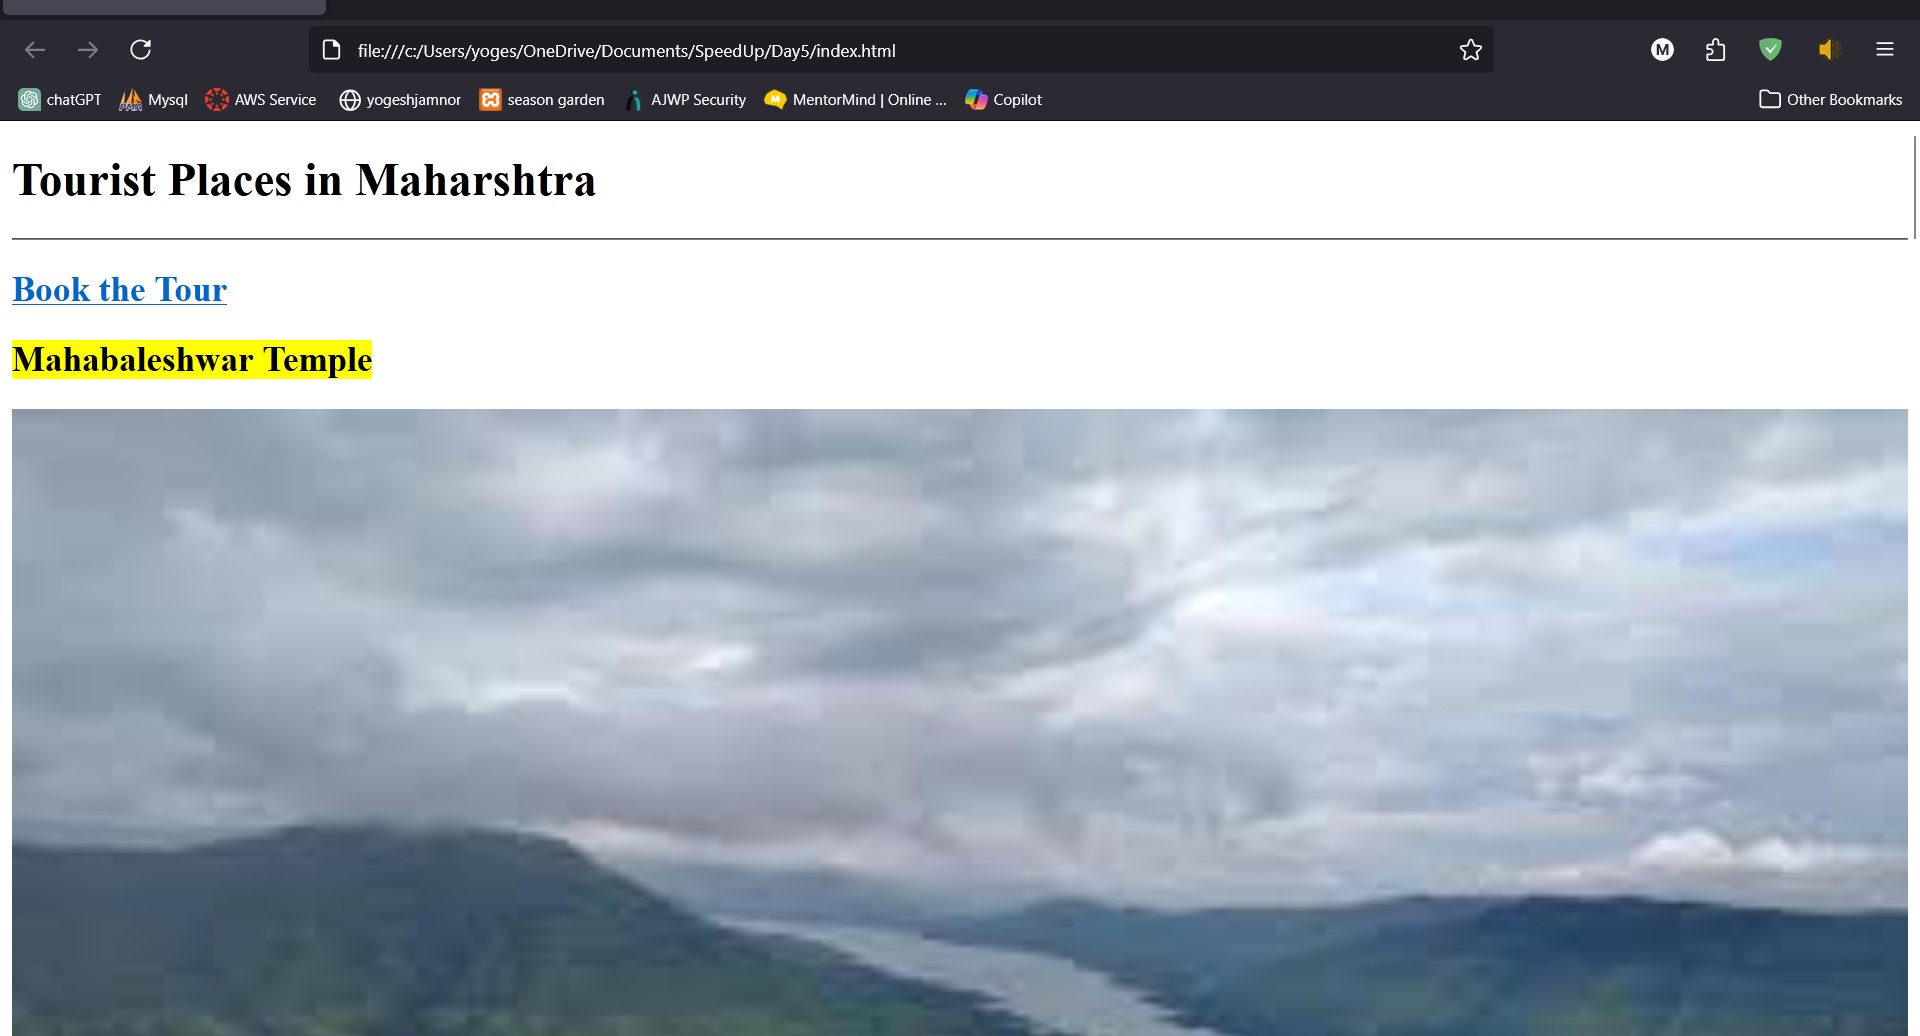 file:///c:/Users/yoges/OneDrive/Documents/SpeedUp/Day5/index.html
M
chatGPT Mysql AWS Service yogeshjamnor season garden AJWP Security M MentorMind | Online ... Copilot Other Bookmarks
Tourist Places in Maharshtra
Book the Tour
Mahabaleshwar Temple